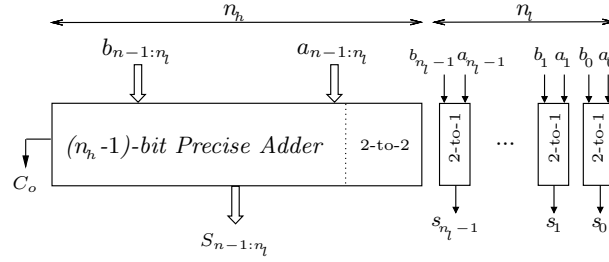 n_h n_l
b_{n-1:n_l} a_{n-1:n_l} b_{n_l-1} a_{n_l-1} b_1 a_1 b_0 a_0
(n_h-1)-bit Precise Adder 2-to-2 2-to-1 ... 2-to-1 2-to-1
C_o
S_{n-1:n_l} s_{n_l-1} s_1 s_0